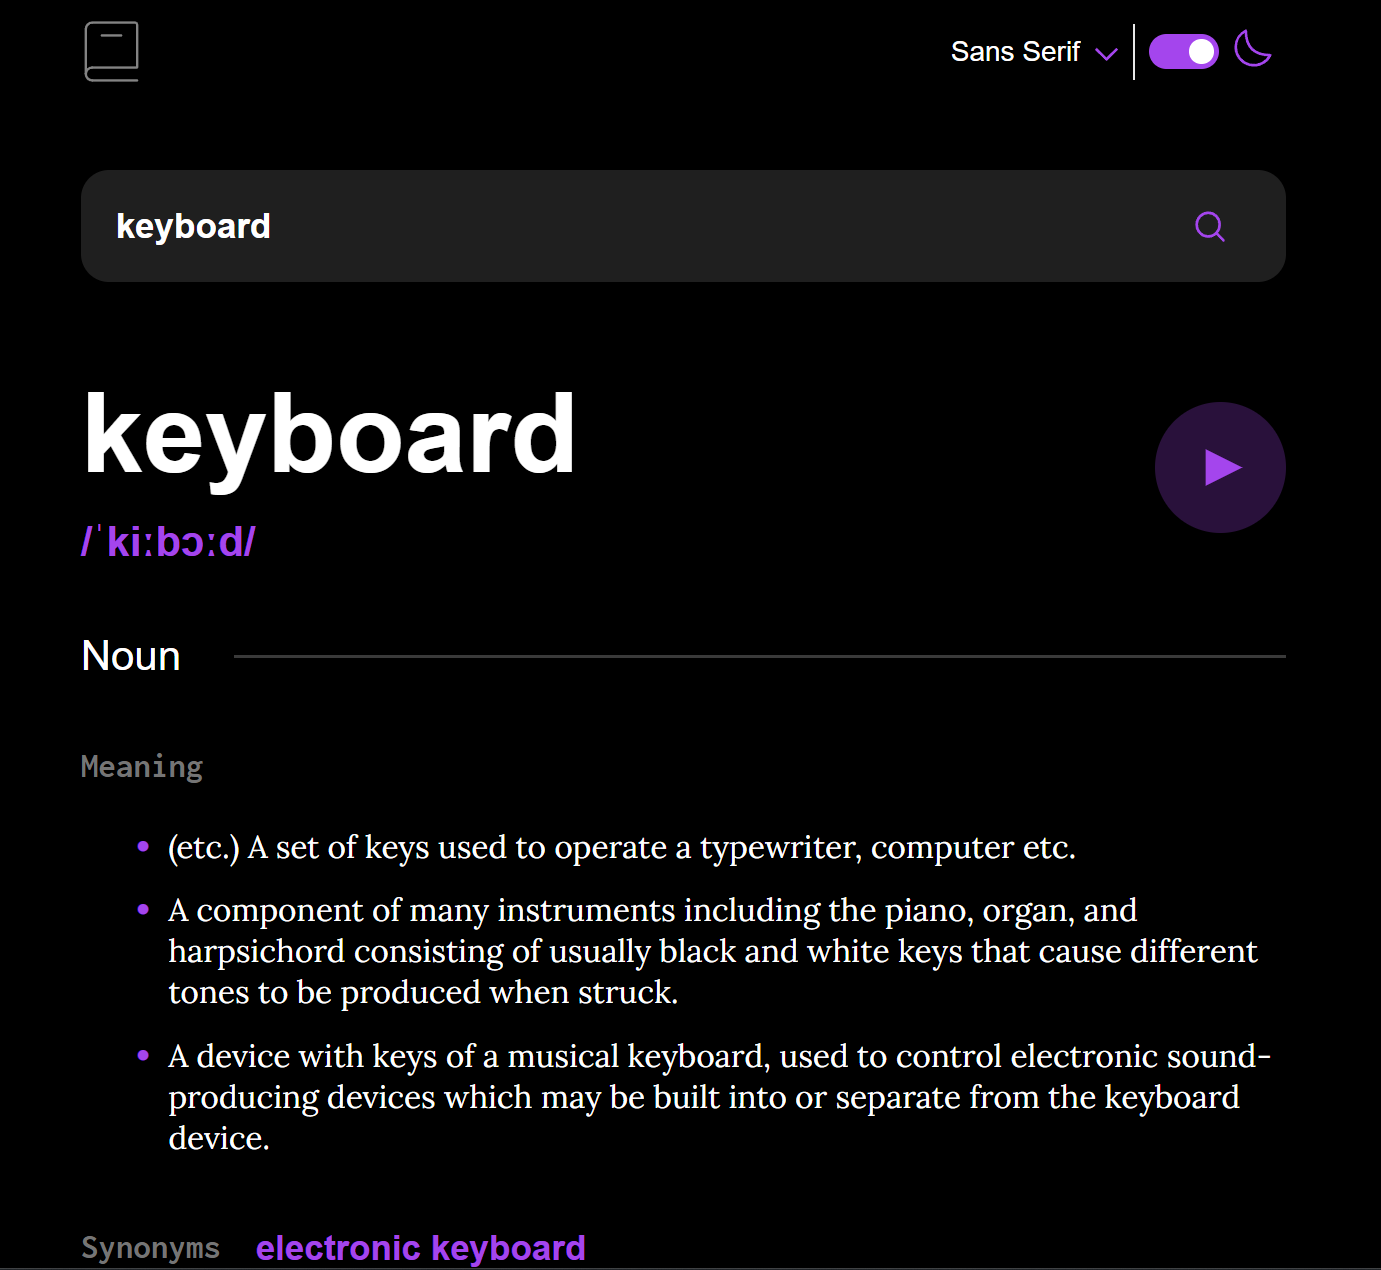 Sans Serif
keyboard
keyboard
/ˈkiːbɔːd/
Noun
Meaning
(etc.) A set of keys used to operate a typewriter, computer etc.
A component of many instruments including the piano, organ, and
harpsichord consisting of usually black and white keys that cause different
tones to be produced when struck.
A device with keys of a musical keyboard, used to control electronic sound-
producing devices which may be built into or separate from the keyboard
device.
Synonyms electronic keyboard